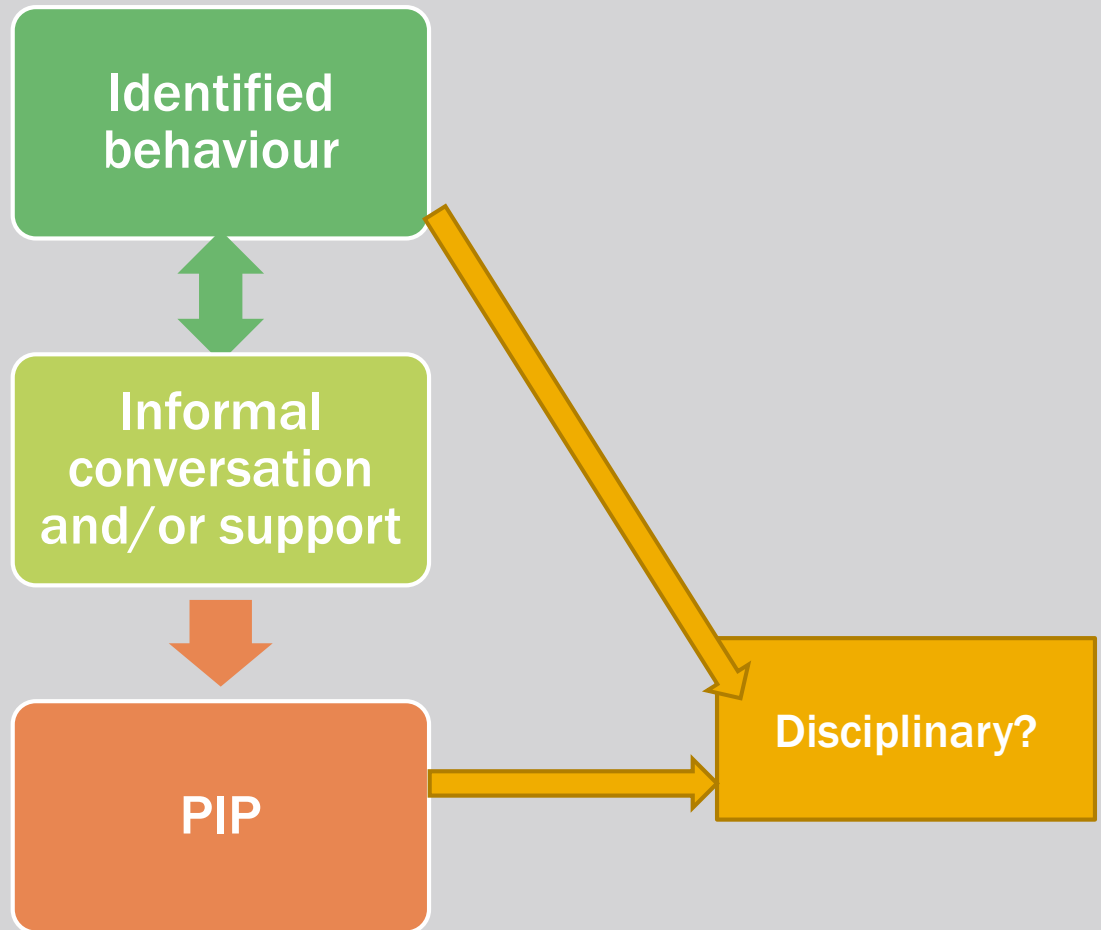 Identified
behaviour
Informal
conversation
and/or support
PIP
Disciplinary?